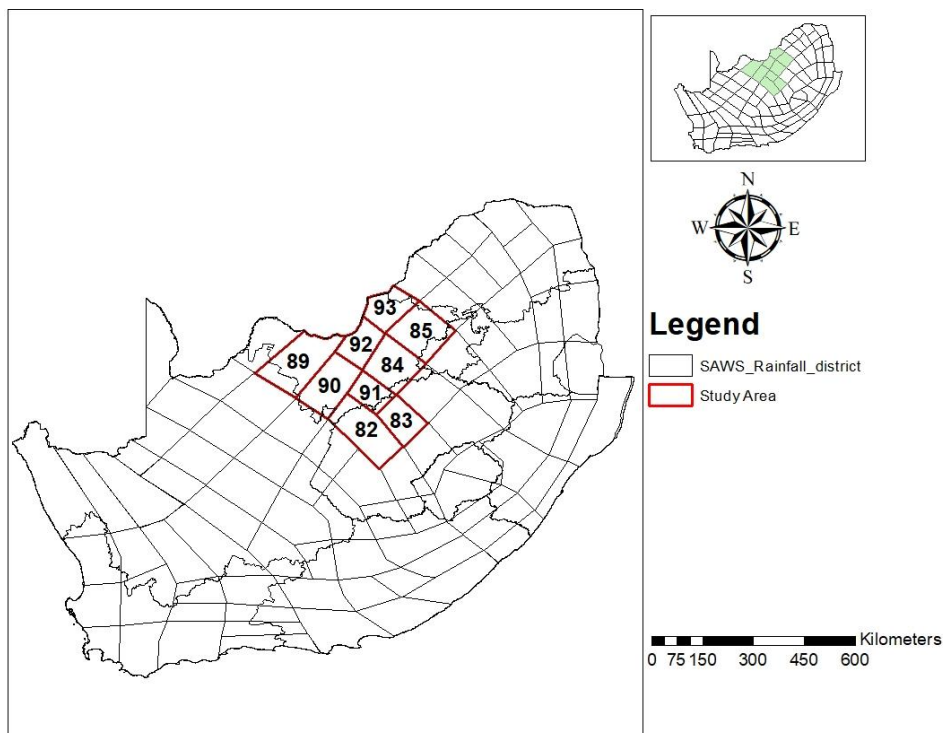 93
85
92
89
84
90
91
83
82
N
W E
S
Legend
SAWS_Rainfall_district
Study Area
Kilometers
0 75 150 300 450 600